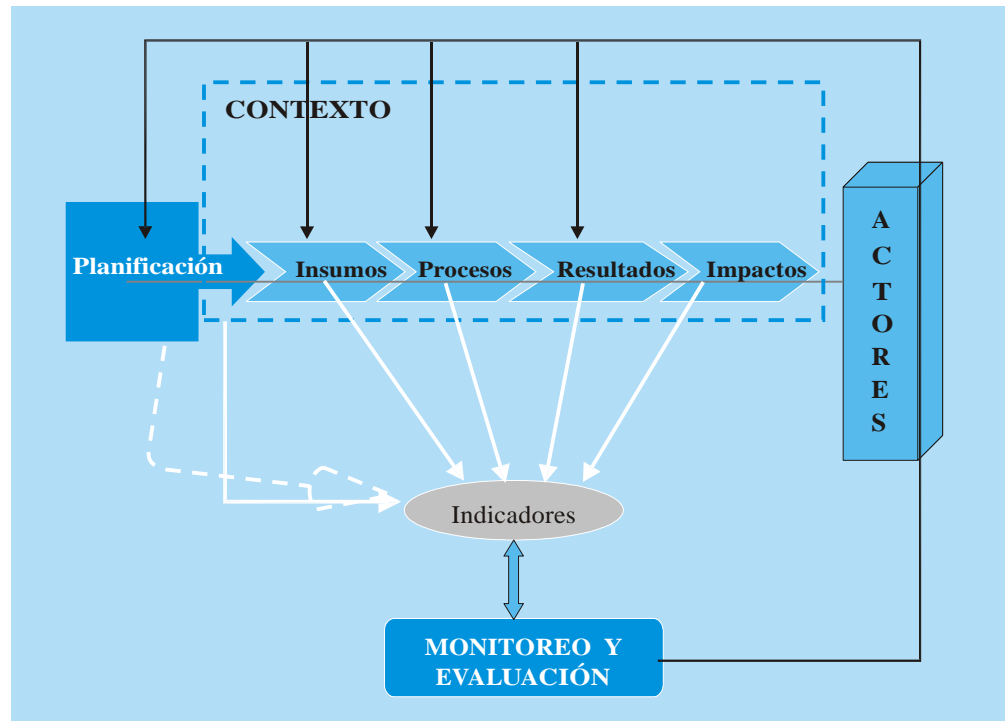 CONTEXTO
Planificación
Insumos
Procesos
Resultados
Impactos
A
C
T
O
R
E
S
Indicadores
MONITOREO Y
EVALUACIÓN